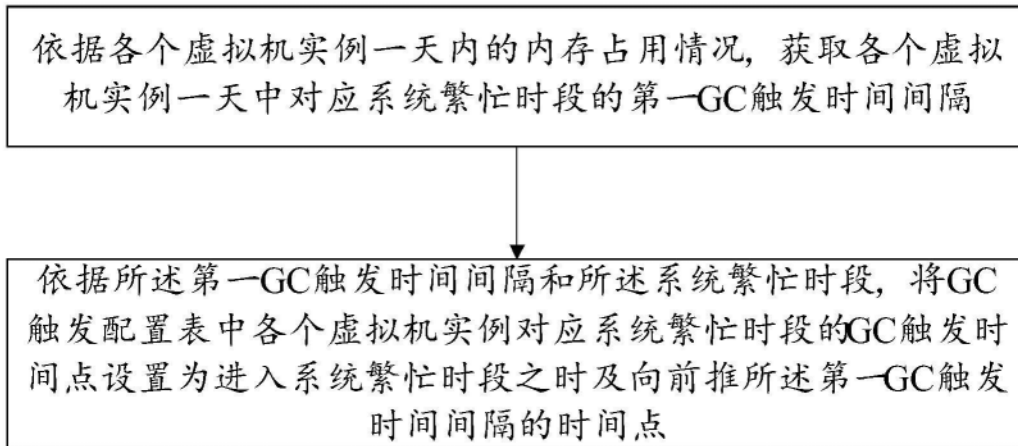 依据各个虚拟机实例一天内的内存占用情况，获取各个虚拟
机实例一天中对应系统繁忙时段的第一GC触发时间间隔
依据所述第一GC触发时间间隔和所述系统繁忙时段，将GC
触发配置表中各个虚拟机实例对应系统繁忙时段的GC触发时
间点设置为进入系统繁忙时段之时及向前推所述第一GC触发
时间间隔的时间点